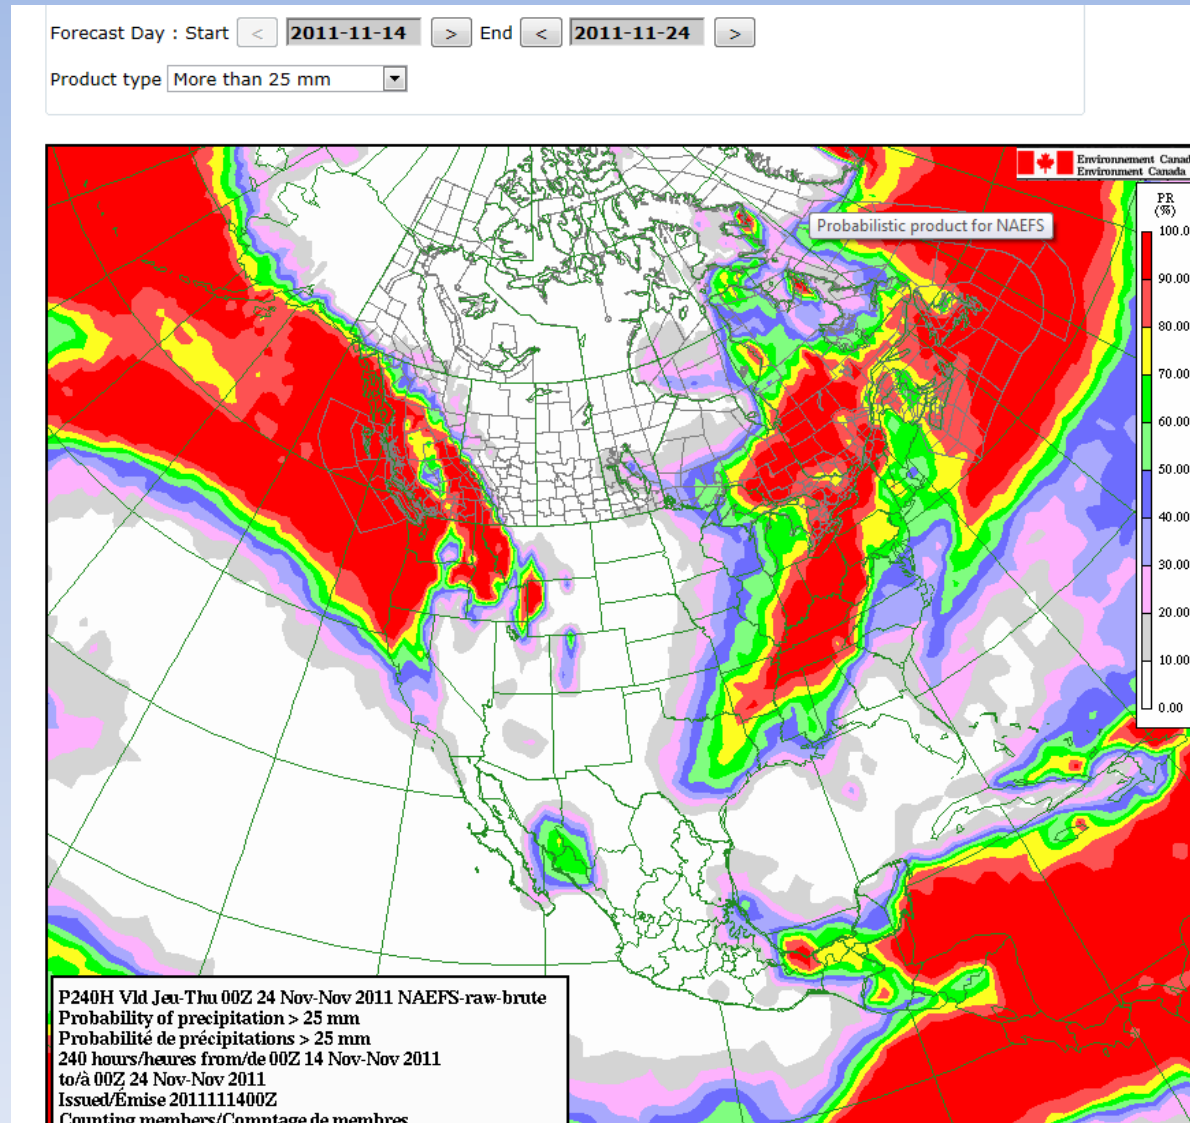 Forecast Day : Start < 2011-11-14 > End < 2011-11-24 >
Product type More than 25 mm
Environnement Canad
Environment Canada
Probabilistic product for NAEFS
PR
(%)
100.0
90.00
80.00
70.00
60.00
50.00
40.00
30.00
20.00
10.00
0.00
P240H Vld Jeu-Thu 00Z 24 Nov-Nov 2011 NAEFS-raw-brute
Probability of precipitation > 25 mm
Probabilité de précipitations > 25 mm
240 hours/heures from/de 00Z 14 Nov-Nov 2011
to/à 00Z 24 Nov-Nov 2011
Issued/Émise 2011111400Z
Counting members/Comptage de membres